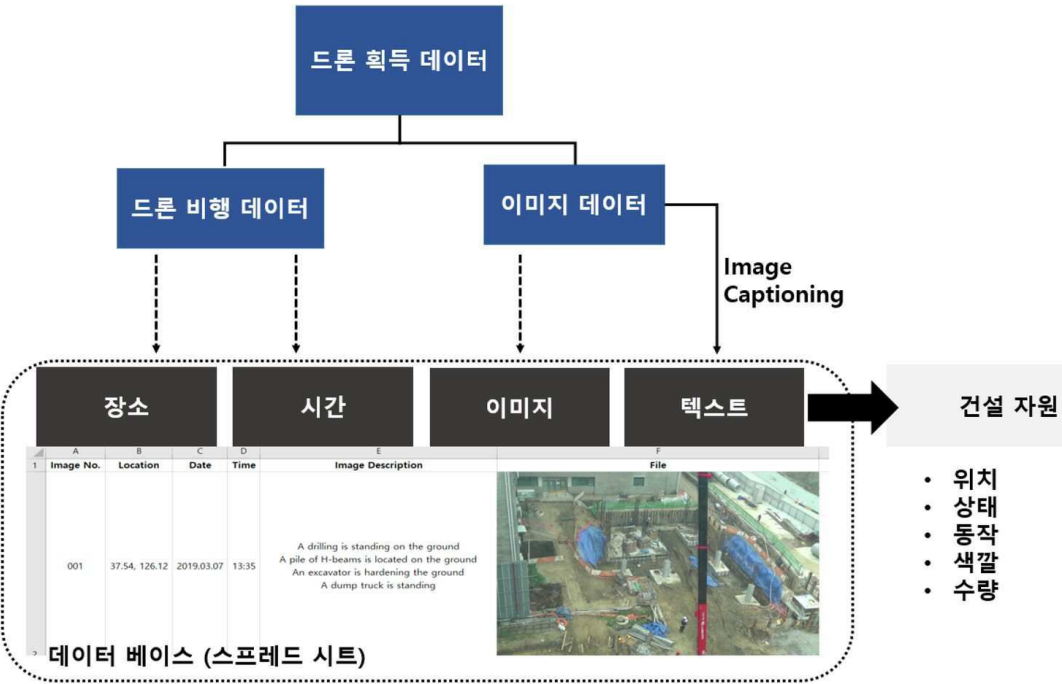 드론 획득 데이터
드론 비행 데이터
이미지 데이터
Image
Captioning
장소
시간
이미지
텍스트
건설 자원
A B C D E F
1 Image No. Location Date Time Image Description File
A drilling is standing on the ground
A pile of H-beams is located on the ground
001 37.54, 126.12 2019.03.07 13:35
An excavator is hardening the ground
A dump truck is standing
2
데이터 베이스 (스프레드 시트)
• 위치
• 상태
• 동작
• 색깔
• 수량